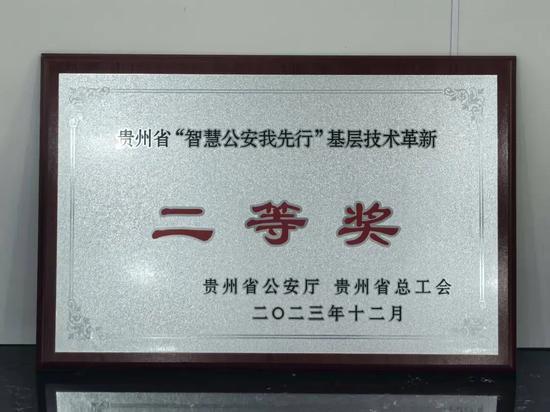 贵州省“智慧公安我先行”基层技术革新
二等奖
贵州省公安厅 贵州省总工会
二〇二三年十二月